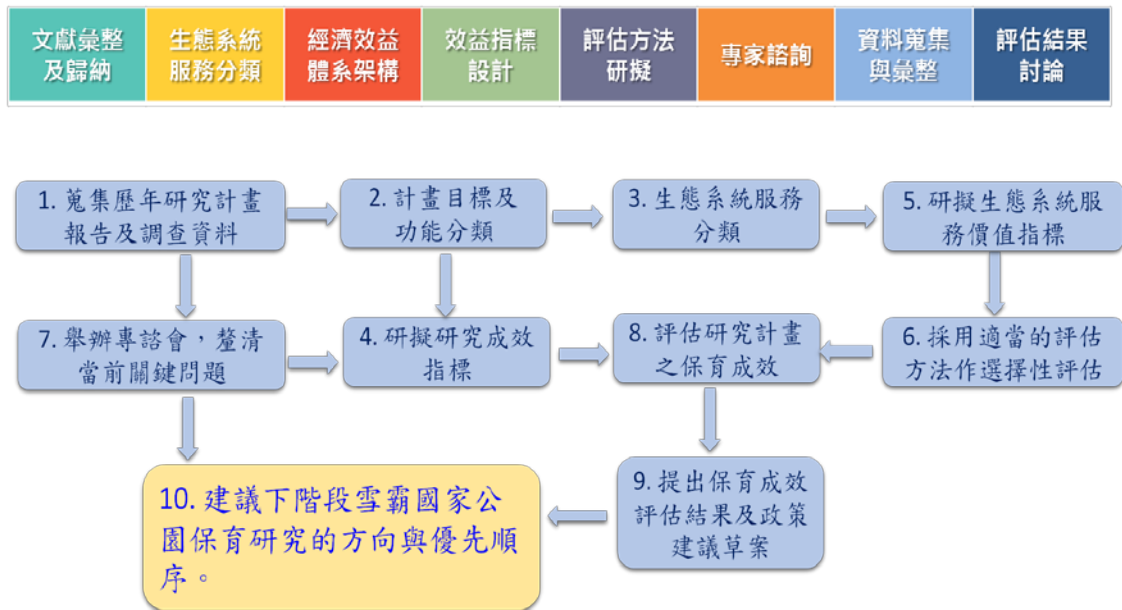 文獻彙整
及歸納
生態系統
服務分類
經濟效益
體系架構
效益指標
設計
評估方法
研擬
專家諮詢
資料蒐集
與彙整
評估結果
討論
1. 蒐集歷年研究計畫
報告及調查資料
2. 計畫目標及
功能分類
3. 生態系統服務
分類
5. 研擬生態系統服
務價值指標
7. 舉辦專諮會，釐清
當前關鍵問題
4. 研擬研究成效
指標
8. 評估研究計畫
之保育成效
6. 採用適當的評估
方法作選擇性評估
10. 建議下階段雪霸國家公
園保育研究的方向與優先順
序。
9. 提出保育成效
評估結果及政策
建議草案